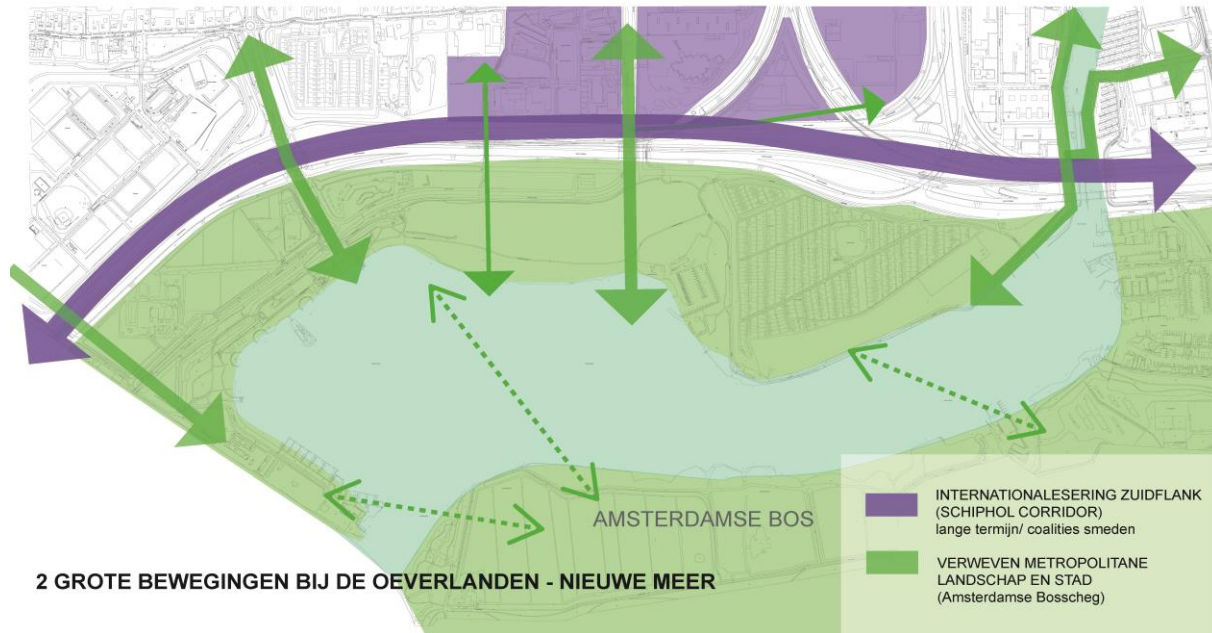 AMSTERDAMSE BOS
INTERNATIONALESERING ZUIDFLANK
(SCHIPHOL CORRIDOR)
lange termijn/ coalities smeden
VERWEVEN METROPOLITANE
LANDSCHAP EN STAD
(Amsterdamse Bosscheg)
2 GROTE BEWEGINGEN BIJ DE OEVERLANDEN - NIEUWE MEER